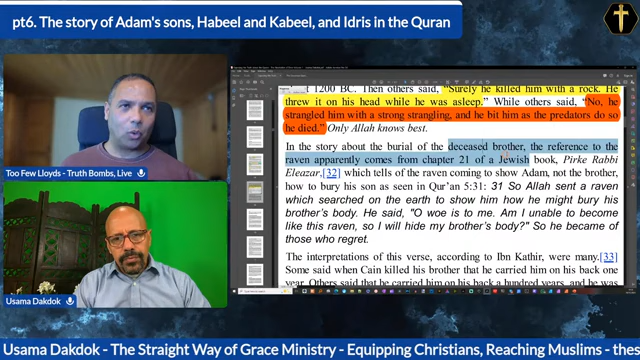 pt6. The story of Adam's sons, Habeel and Kabeel, and Idris in the Quran
1200 BC. Then others said, "Surely he killed him with a rock. He
threw it on his head while he was asleep." While others said, "No, he
strangled him with a strong strangling, and he bit him as the predators do so
he died." Only Allah knows best.
In the story about the burial of the deceased brother, the reference to the
raven apparently comes from chapter 21 of a Jewish book, Pirke Rabbi
Eleazar,[32] which tells of the raven coming to show Adam, not the brother,
how to bury his son as seen in Qur'an 5:31: 31 So Allah sent a raven
which searched on the earth to show him how he might bury his
brother's body. He said, "O woe is to me. Am I unable to become
like this raven, so I will hide my brother's body?" So he became of
those who regret.
The interpretations of this verse, according to Ibn Kathir, were many.[33]
Some said when Cain killed his brother that he carried him on his back one
year. Others said that he carried him on his back a hundred years, and he was
Too Few Lloyds - Truth Bombs, Live
Usama Dakdok
Usama Dakdok - The Straight Way of Grace Ministry - Equipping Christians, Reaching Muslims - thes